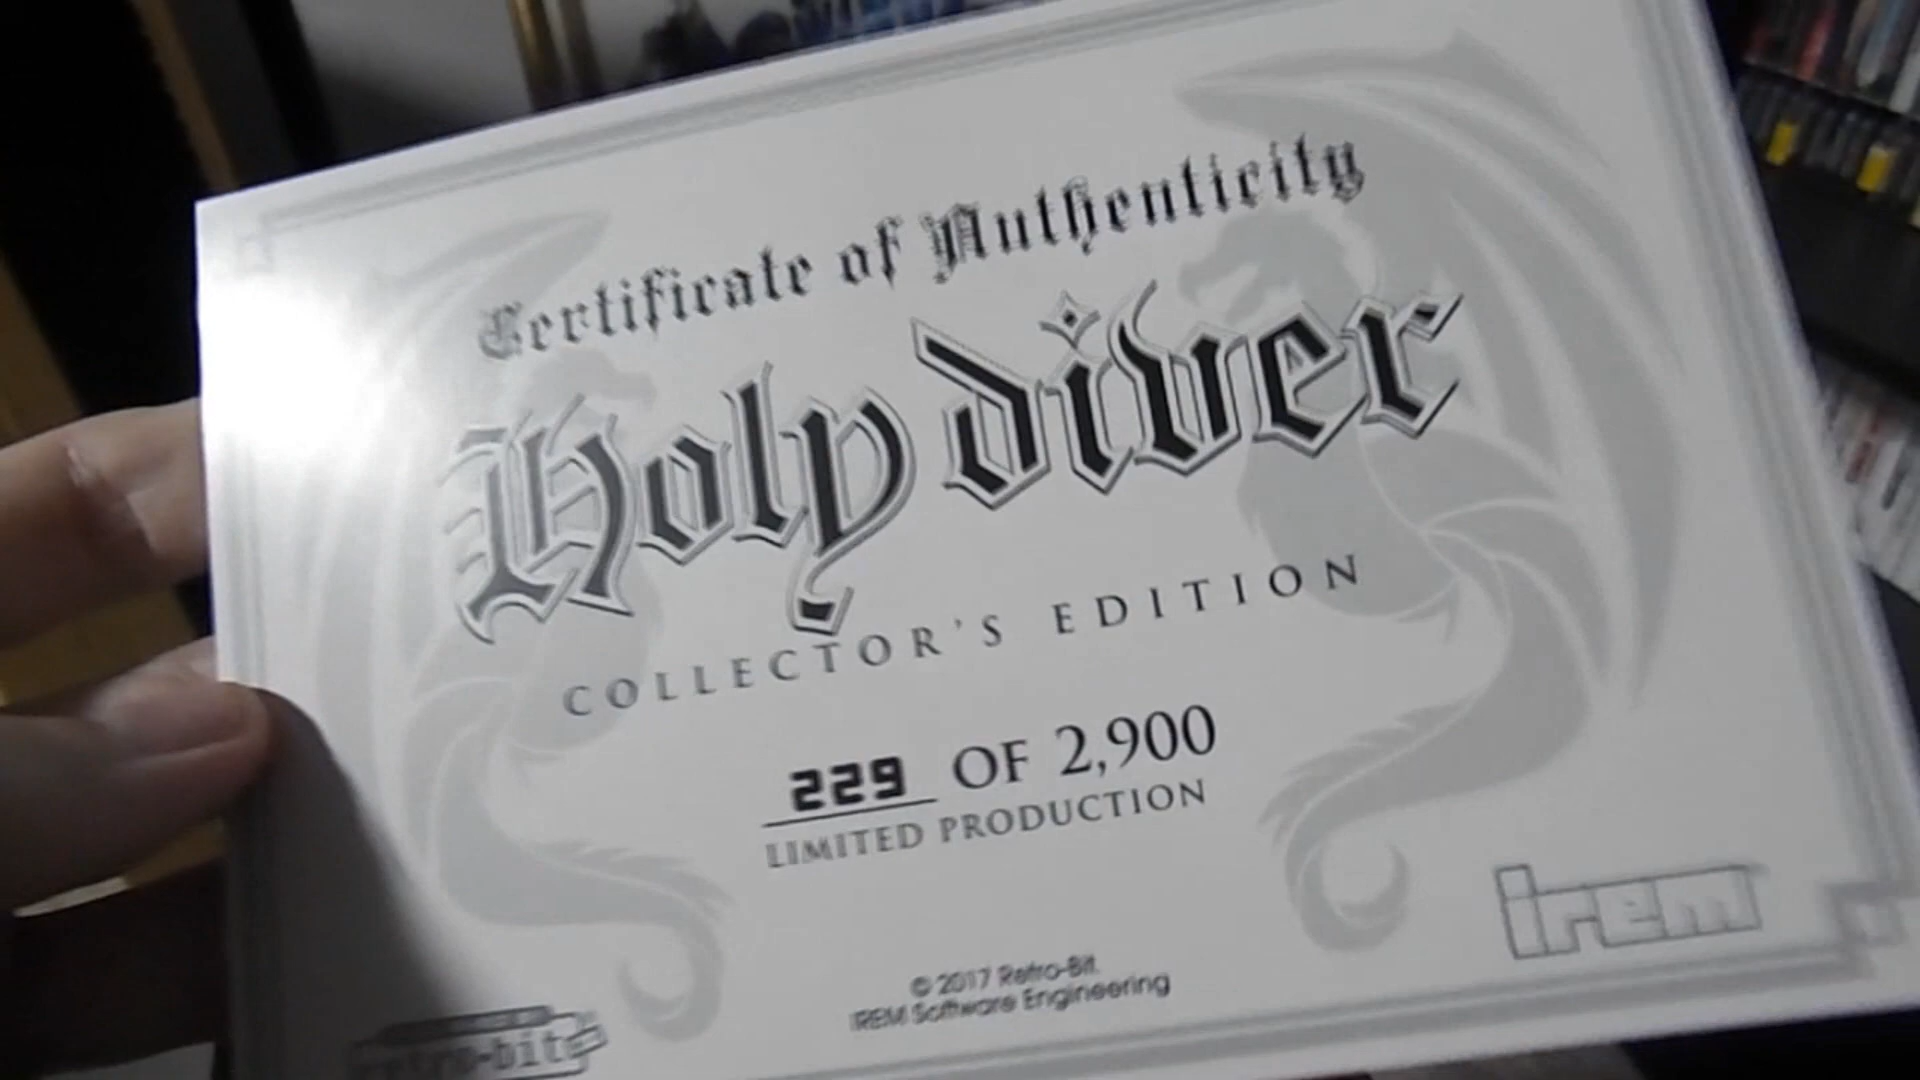 Certificate of Authenticity
Holy diver
COLLECTOR'S EDITION
229 OF 2,900
LIMITED PRODUCTION
irem
© 2017 Retro-Bit.
IREM Software Engineering
retro-bit